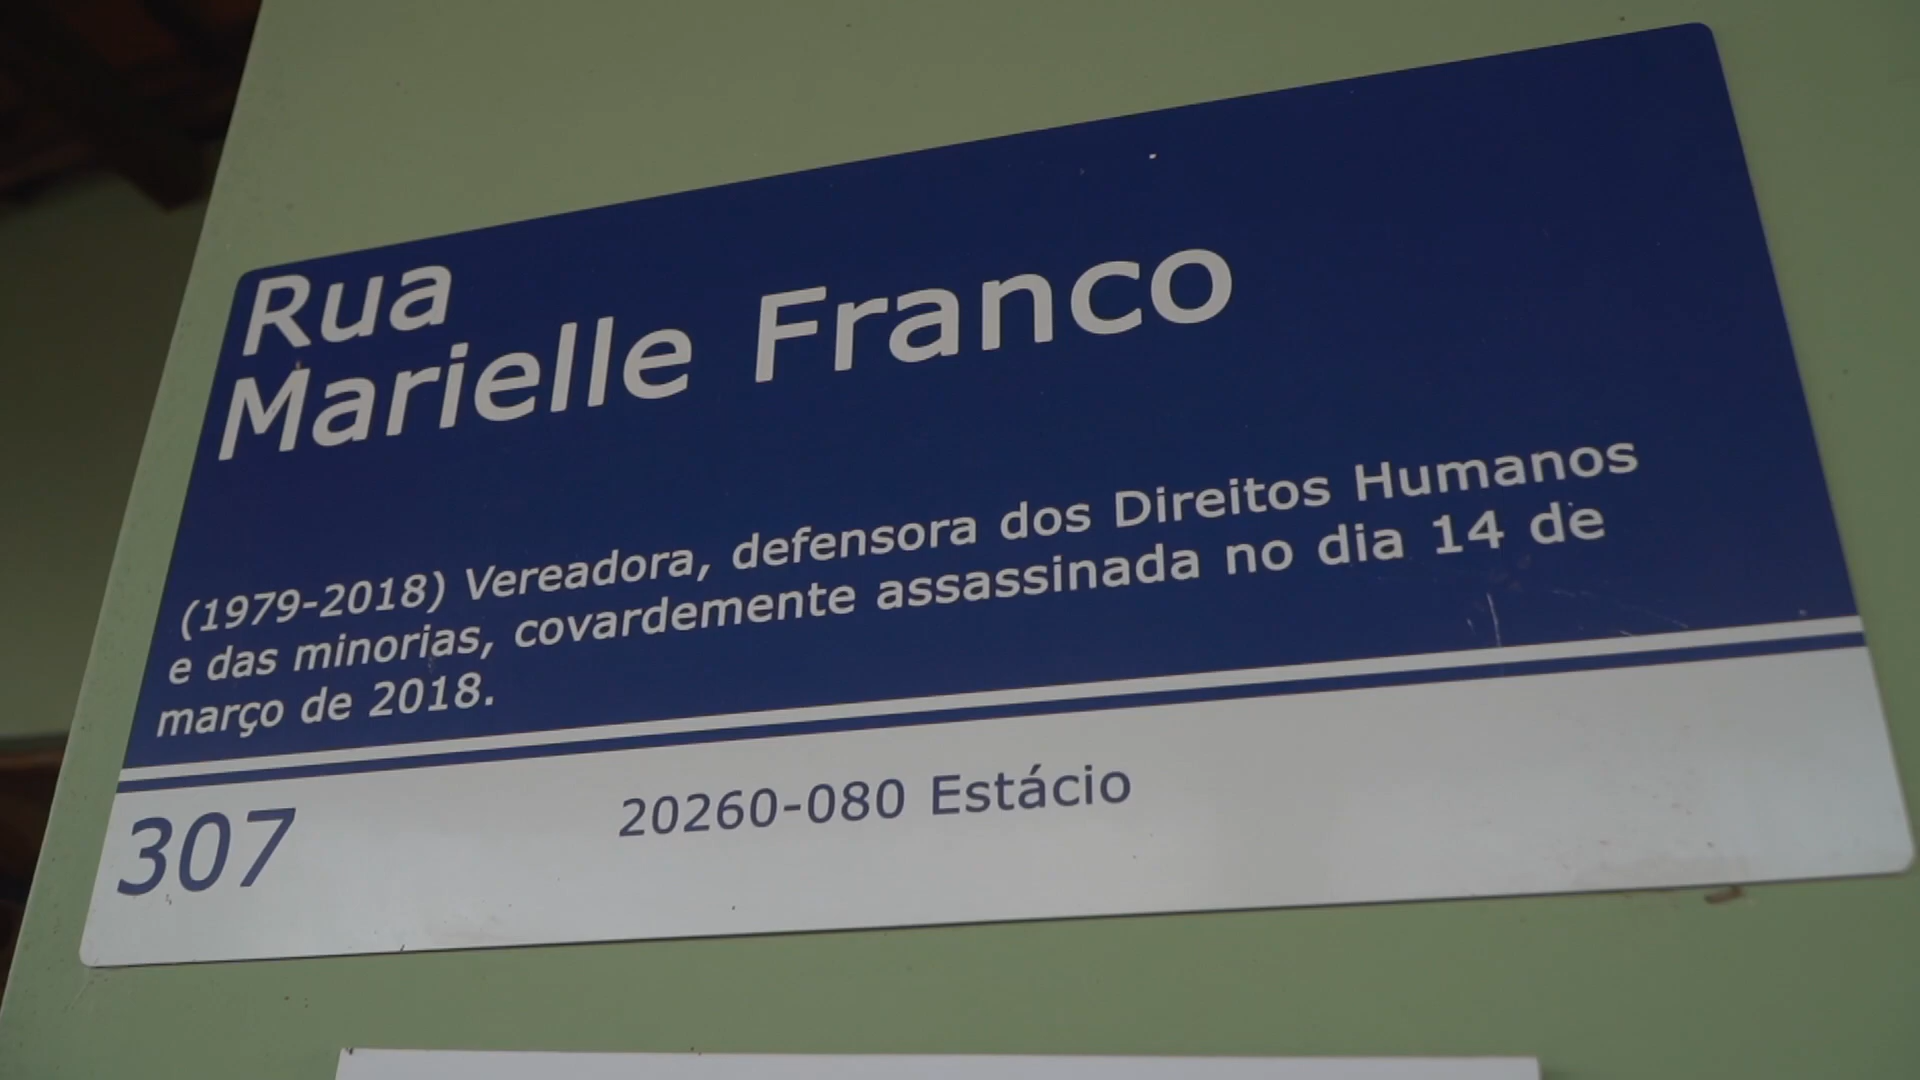 Rua
Marielle Franco
(1979-2018) Vereadora, defensora dos Direitos Humanos
e das minorias, covardemente assassinada no dia 14 de
março de 2018.
307
20260-080 Estácio